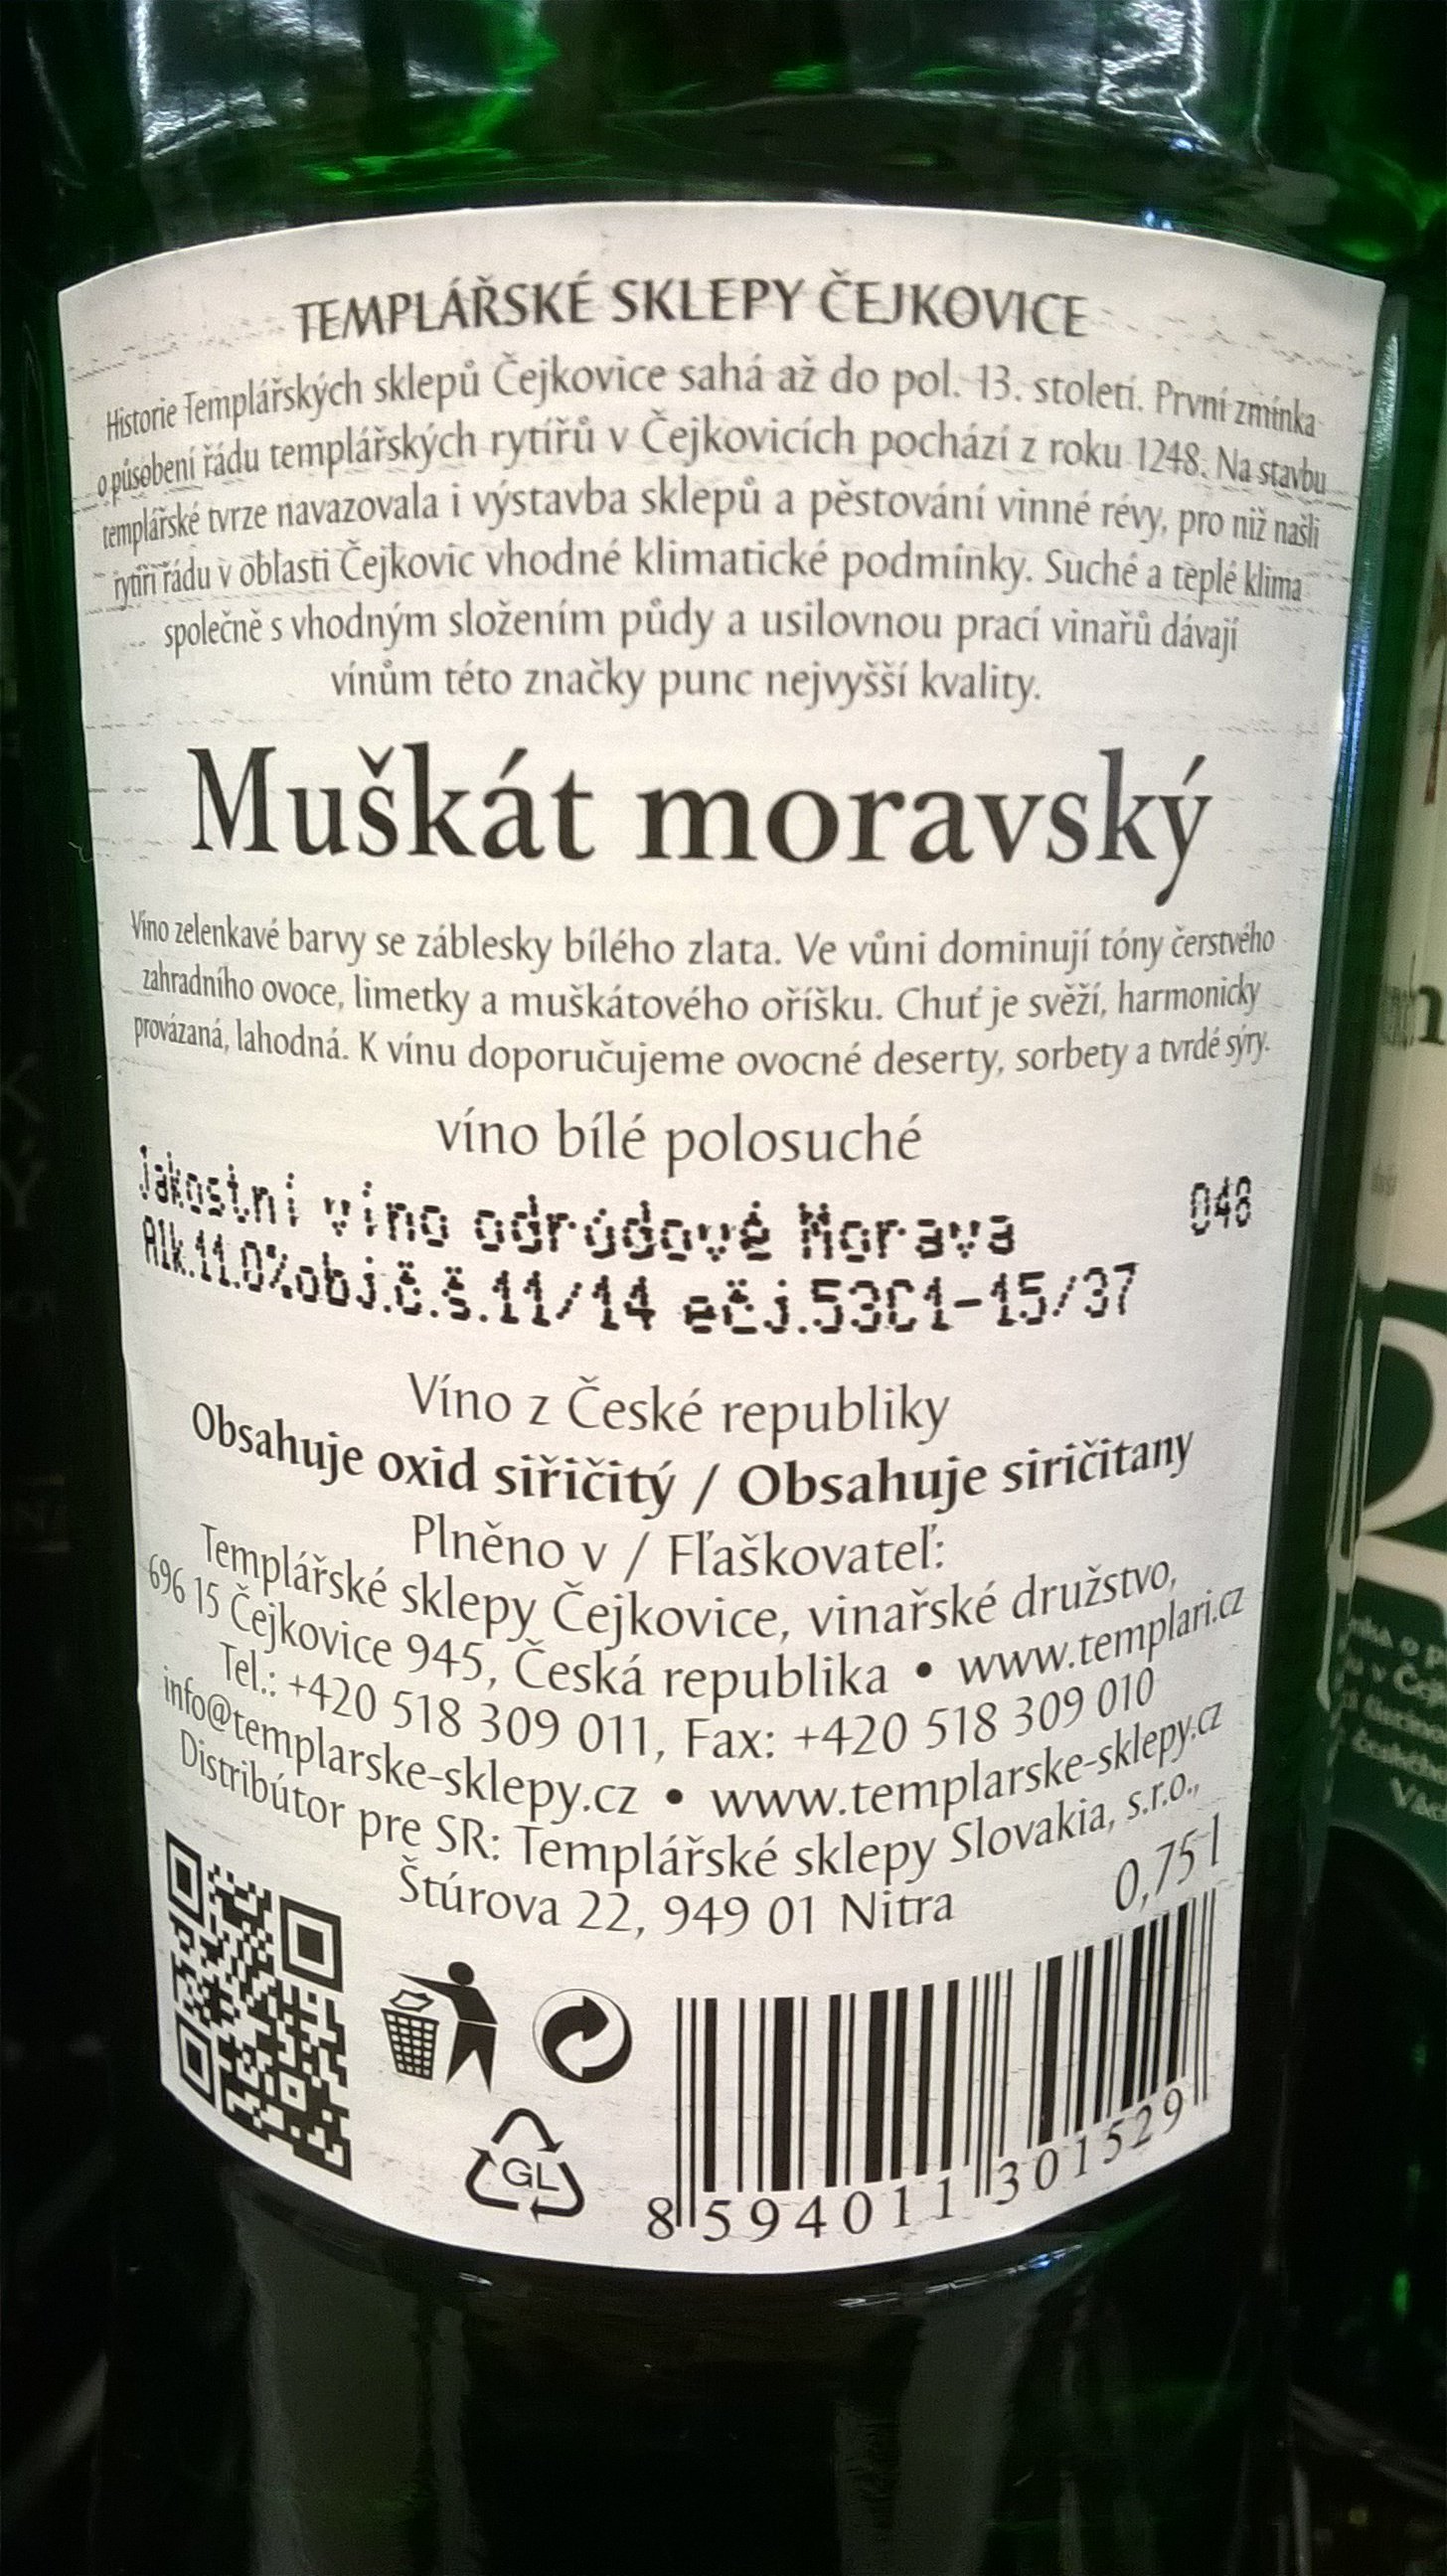 TEMPLÁŘSKÉ SKLEPY ČEJKOVICE
Historie Templářských sklepů Čejkovice sahá až do pol. 13. století. První zmínka
o působení řádu templářských rytířů v Čejkovicích pochází z roku 1248. Na stavbu
templářské tvrze navazovala i výstavba sklepů a pěstování vinné révy, pro niž našli
rytíři řádu v oblasti Čejkovic vhodné klimatické podmínky. Suché a teplé klima
společně s vhodným složením půdy a usilovnou prací vinařů dávají
vínům této značky punc nejvyšší kvality.
Muškát moravský
Víno zelenkavé barvy se záblesky bílého zlata. Ve vůni dominují tóny čerstvého
zahradního ovoce, limetky a muškátového oříšku. Chuť je svěží, harmonicky
provázaná, lahodná. K vínu doporučujeme ovocné deserty, sorbety a tvrdé sýry.
víno bílé polosuché
Jakostní víno odrůdové Morava 048
Alk.11.0%obj.č.š.11/14 ečj.53C1-15/37
Víno z České republiky
Obsahuje oxid siřičitý / Obsahuje siričitany
Plněno v / Fľaškovateľ:
Templářské sklepy Čejkovice, vinařské družstvo,
696 15 Čejkovice 945, Česká republika • www.templari.cz
Tel.: +420 518 309 011, Fax: +420 518 309 010
info@templarske-sklepy.cz • www.templarske-sklepy.cz
Distribútor pre SR: Templářské sklepy Slovakia, s.r.o.,
Štúrova 22, 949 01 Nitra
0,75 l
GL
8 594011 301529